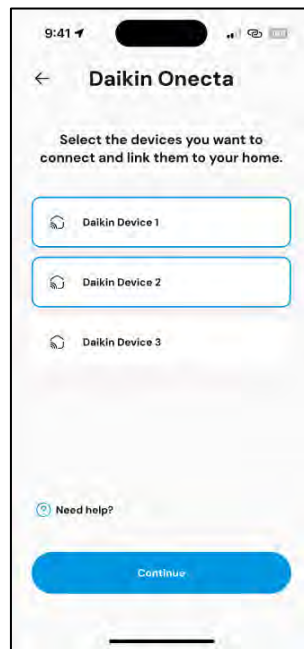 9:41
Daikin Onecta
Select the devices you want to
connect and link them to your home.
Daikin Device 1
Daikin Device 2
Daikin Device 3
? Need help?
Continue